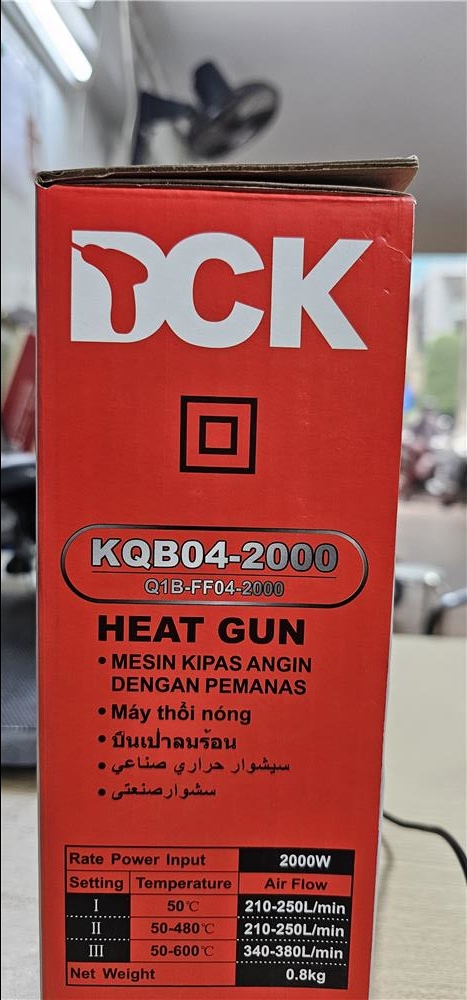 DCK
KQB04-2000
Q1B-FF04-2000
HEAT GUN
• MESIN KIPAS ANGIN
DENGAN PEMANAS
• Máy thổi nóng
• ปืนเป่าลมร้อน
• سيشوار حراري صناعي
• سشوار صنعتی
Rate Power Input 2000W
Setting Temperature Air Flow
I 50℃ 210-250L/min
II 50-480℃ 210-250L/min
III 50-600℃ 340-380L/min
Net Weight 0.8kg